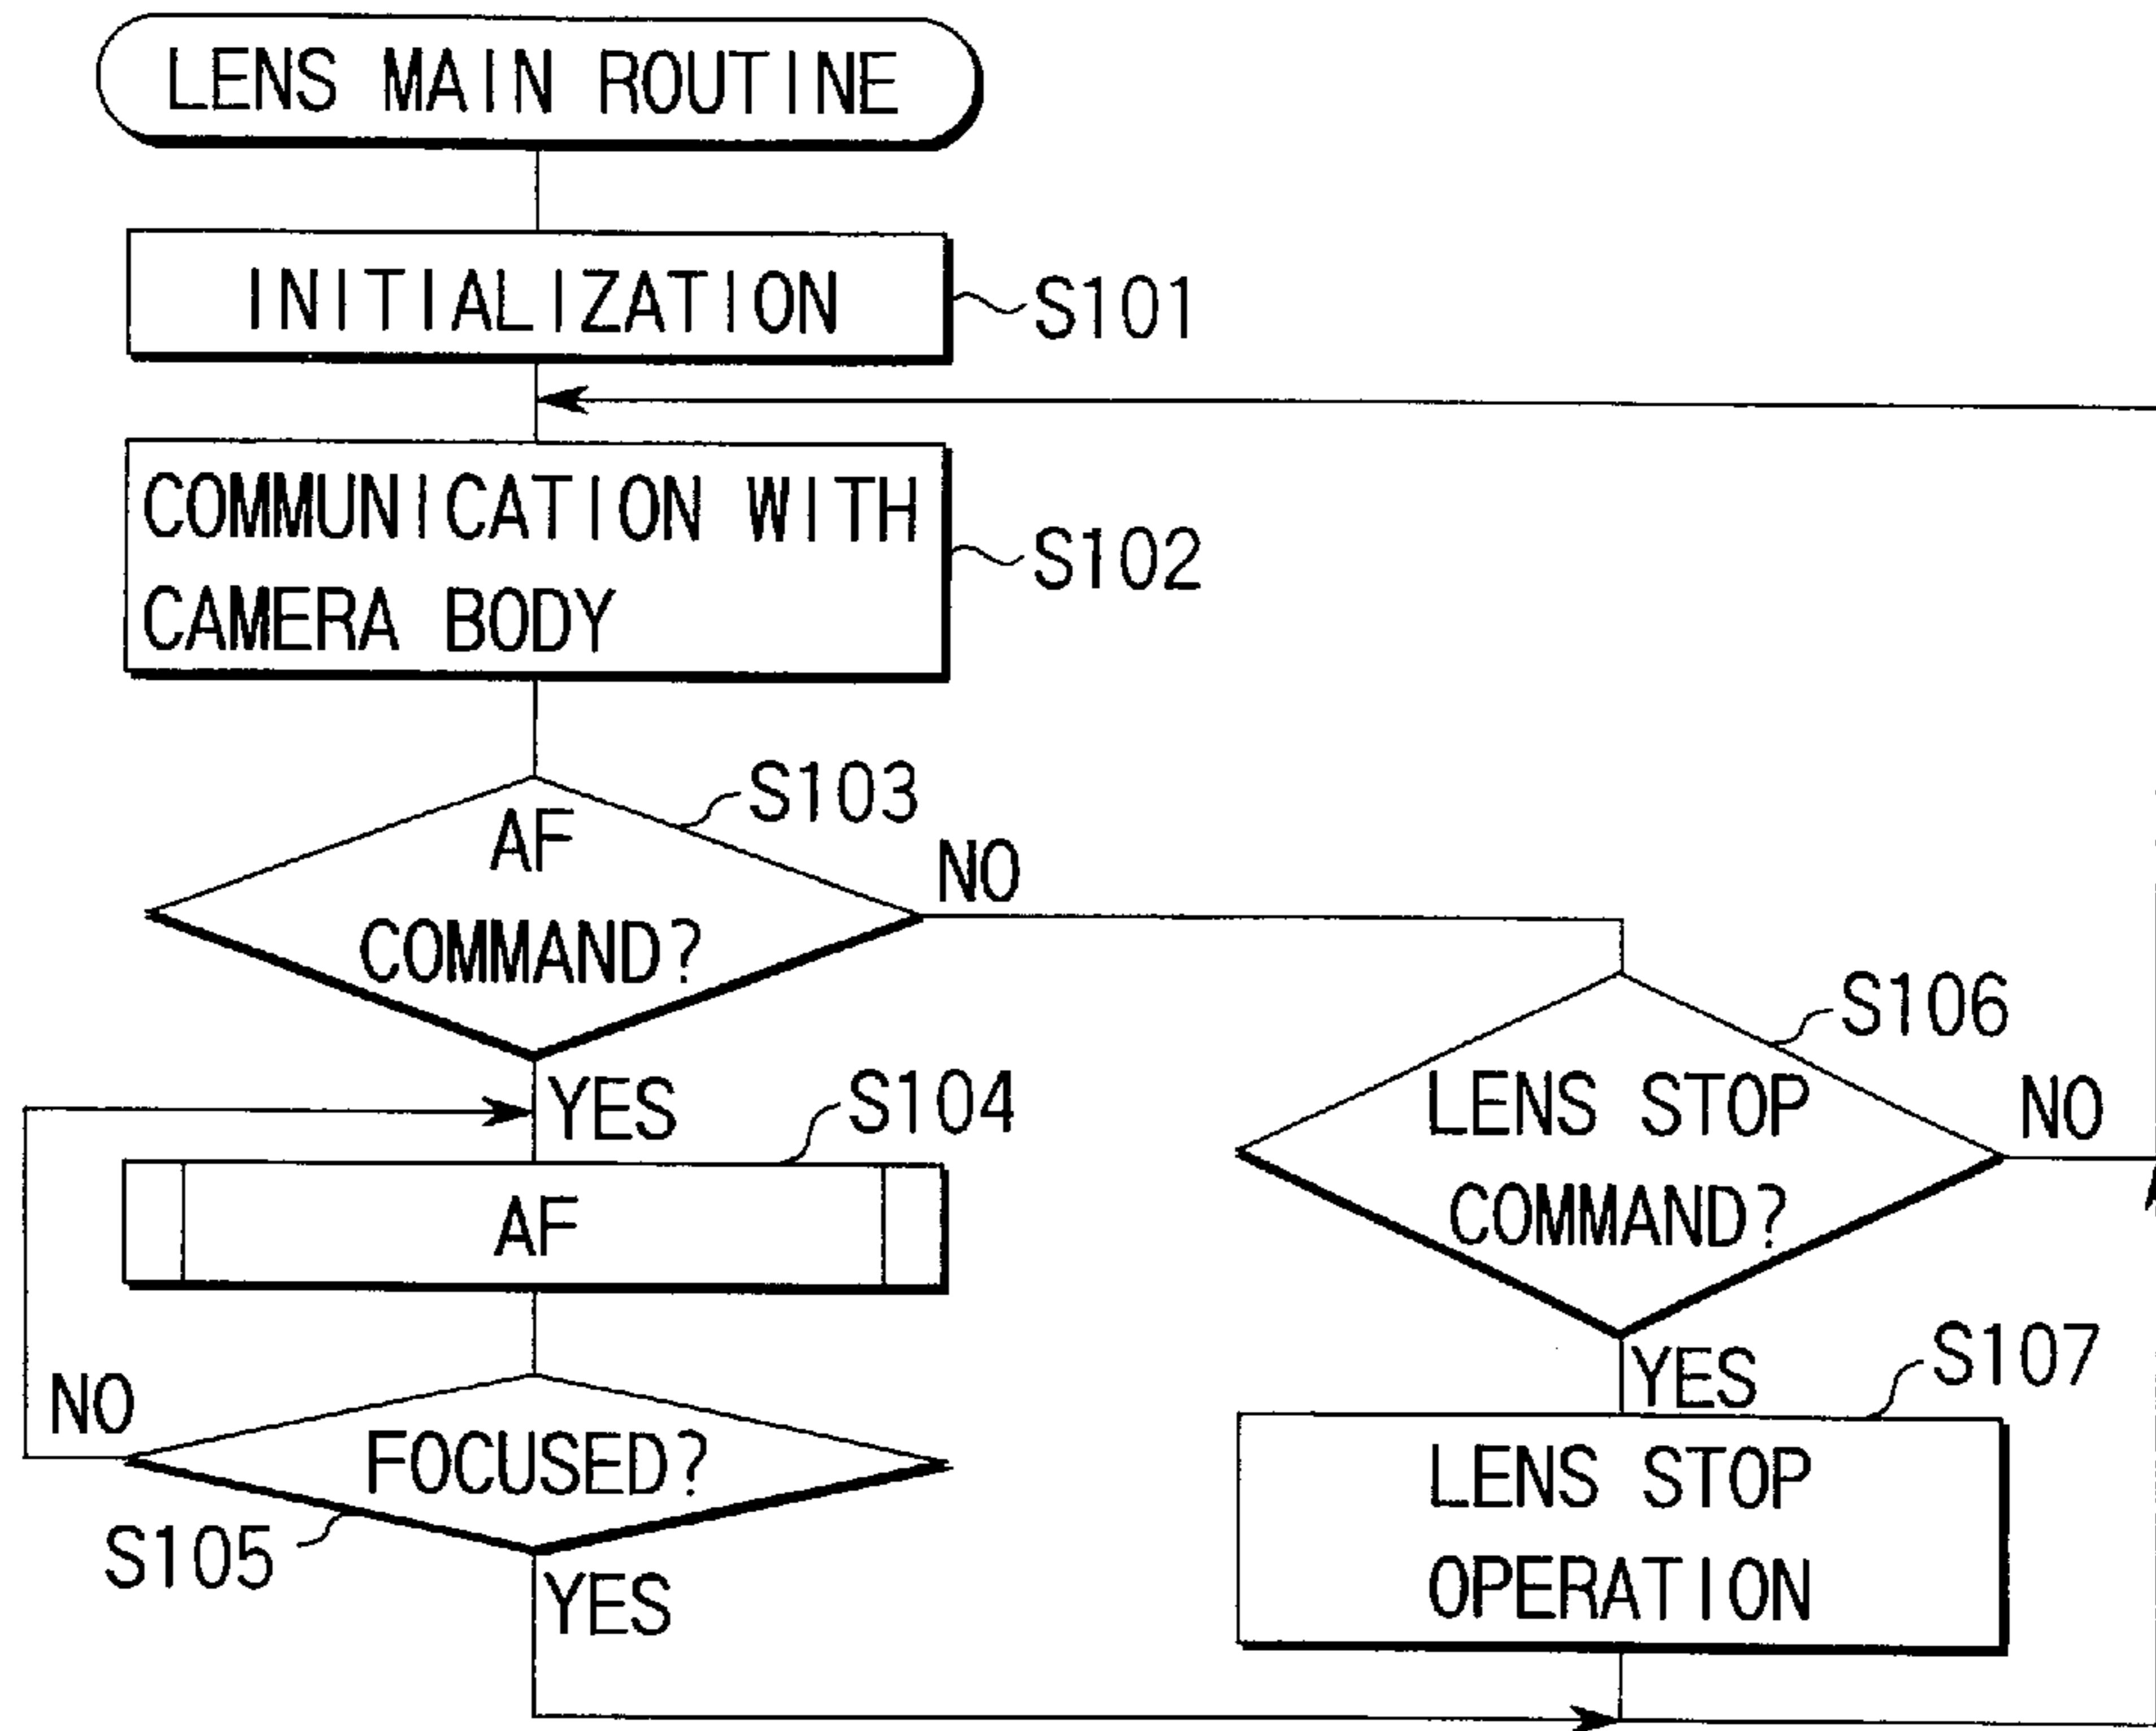 LENS MAIN ROUTINE
INITIALIZATION
S101
COMMUNICATION WITH
CAMERA BODY
S102
S103
AF
COMMAND?
NO
YES
S104
AF
NO
FOCUSED?
S105
YES
S106
LENS STOP
COMMAND?
NO
YES
S107
LENS STOP
OPERATION